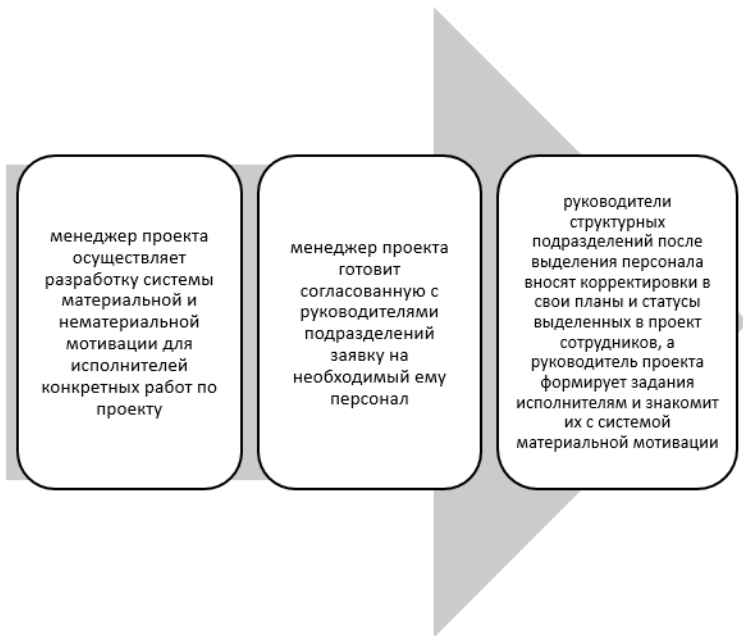 менеджер проекта
осуществляет
разработку системы
материальной и
нематериальной
мотивации для
исполнителей
конкретных работ по
проекту
менеджер проекта
готовит
согласованную с
руководителями
подразделений
заявку на
необходимый ему
персонал
руководители
структурных
подразделений после
выделения персонала
вносят корректировки в
свои планы и статусы
выделенных в проект
сотрудников, а
руководитель проекта
формирует задания
исполнителям и знакомит
их с системой
материальной мотивации